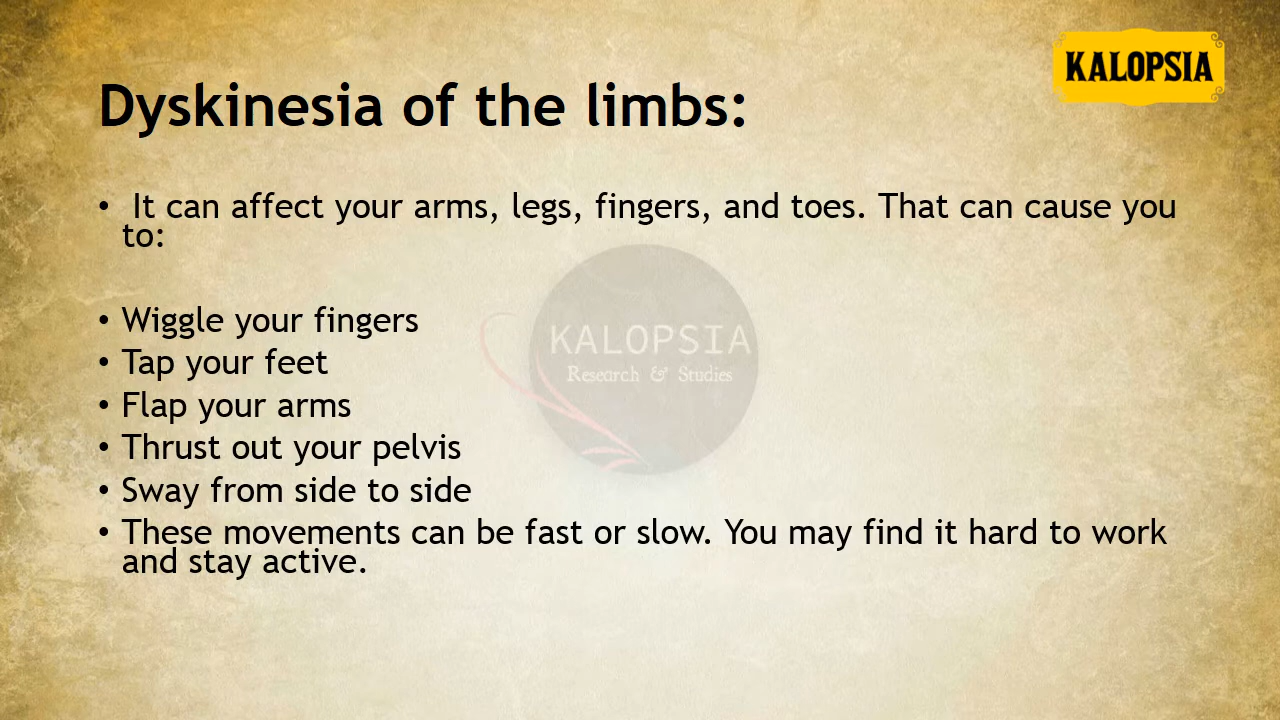 KALOPSIA
Dyskinesia of the limbs:
• It can affect your arms, legs, fingers, and toes. That can cause you
to:
• Wiggle your fingers
• Tap your feet
• Flap your arms
• Thrust out your pelvis
• Sway from side to side
• These movements can be fast or slow. You may find it hard to work
and stay active.
KALOPSIA
Research & Studies